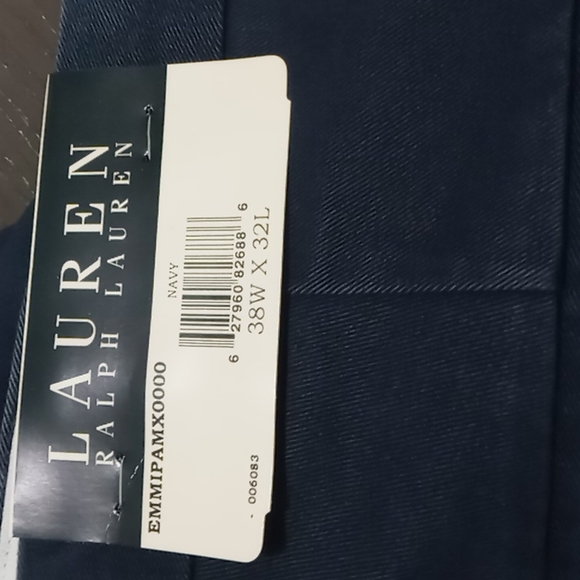 LAUREN
RALPH LAUREN
EMMIPAMX0000
NAVY
6 27960 82688 6
38W X 32L
- 006083